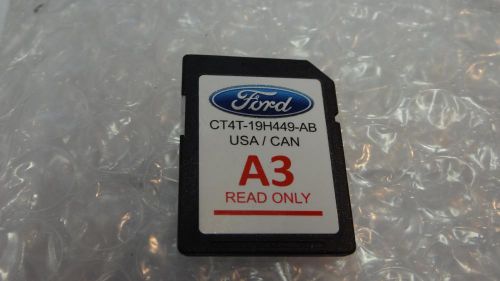 Ford
CT4T-19H449-AB
USA / CAN
A3
READ ONLY